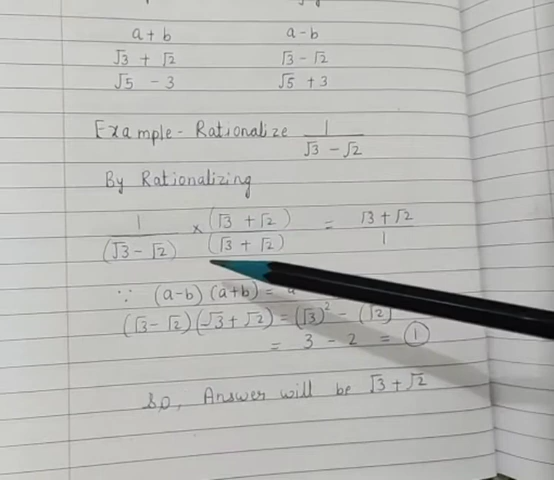 a + b a - b
√3 + √2 √3 - √2
√5 - 3 √5 + 3
Example - Rationalize 1/(√3 - √2)
By Rationalizing
1/(√3 - √2) × (√3 + √2)/(√3 + √2) = (√3 + √2)/1
∵ (a-b) (a+b) = a
(√3 - √2) (√3 + √2) = (√3)² - (√2)
= 3 - 2 = 1
So, Answer will be √3 + √2